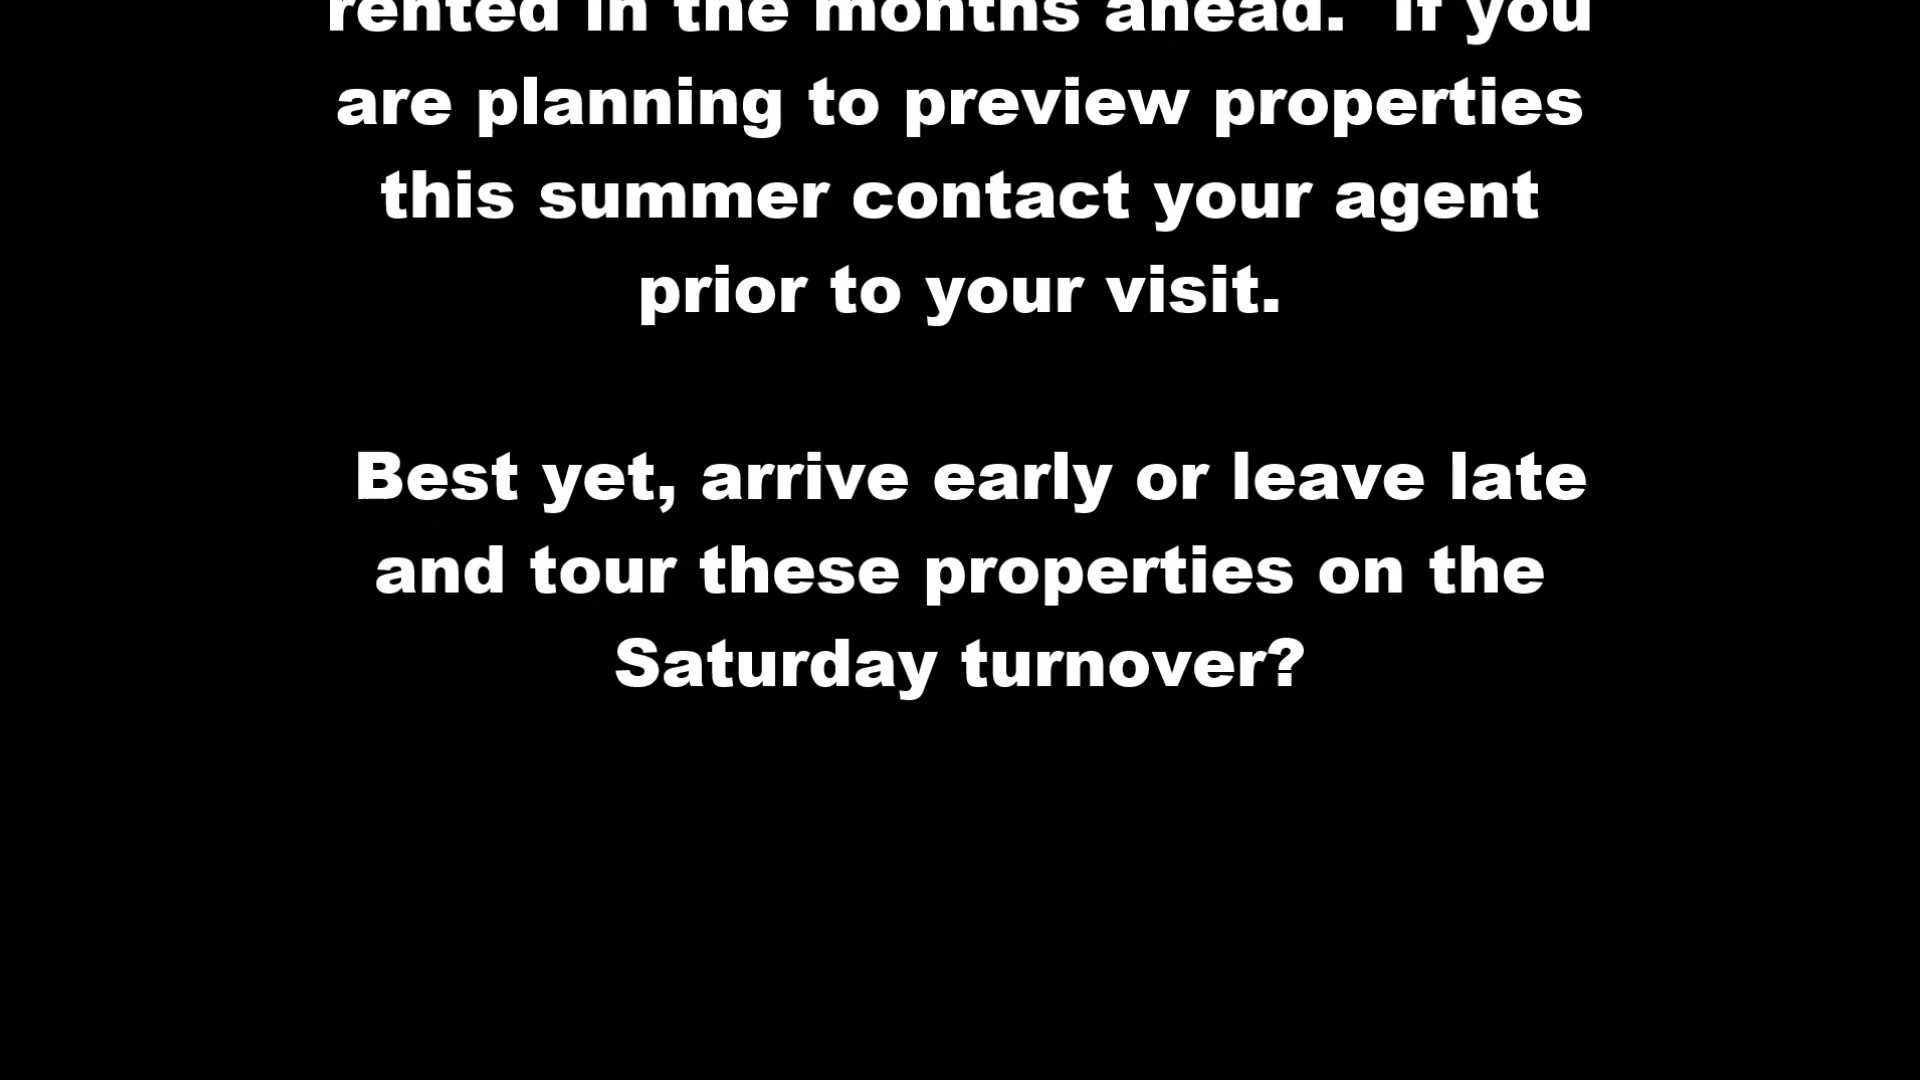 rented in the months ahead.  If you
are planning to preview properties
this summer contact your agent
prior to your visit.
Best yet, arrive early or leave late
and tour these properties on the
Saturday turnover?